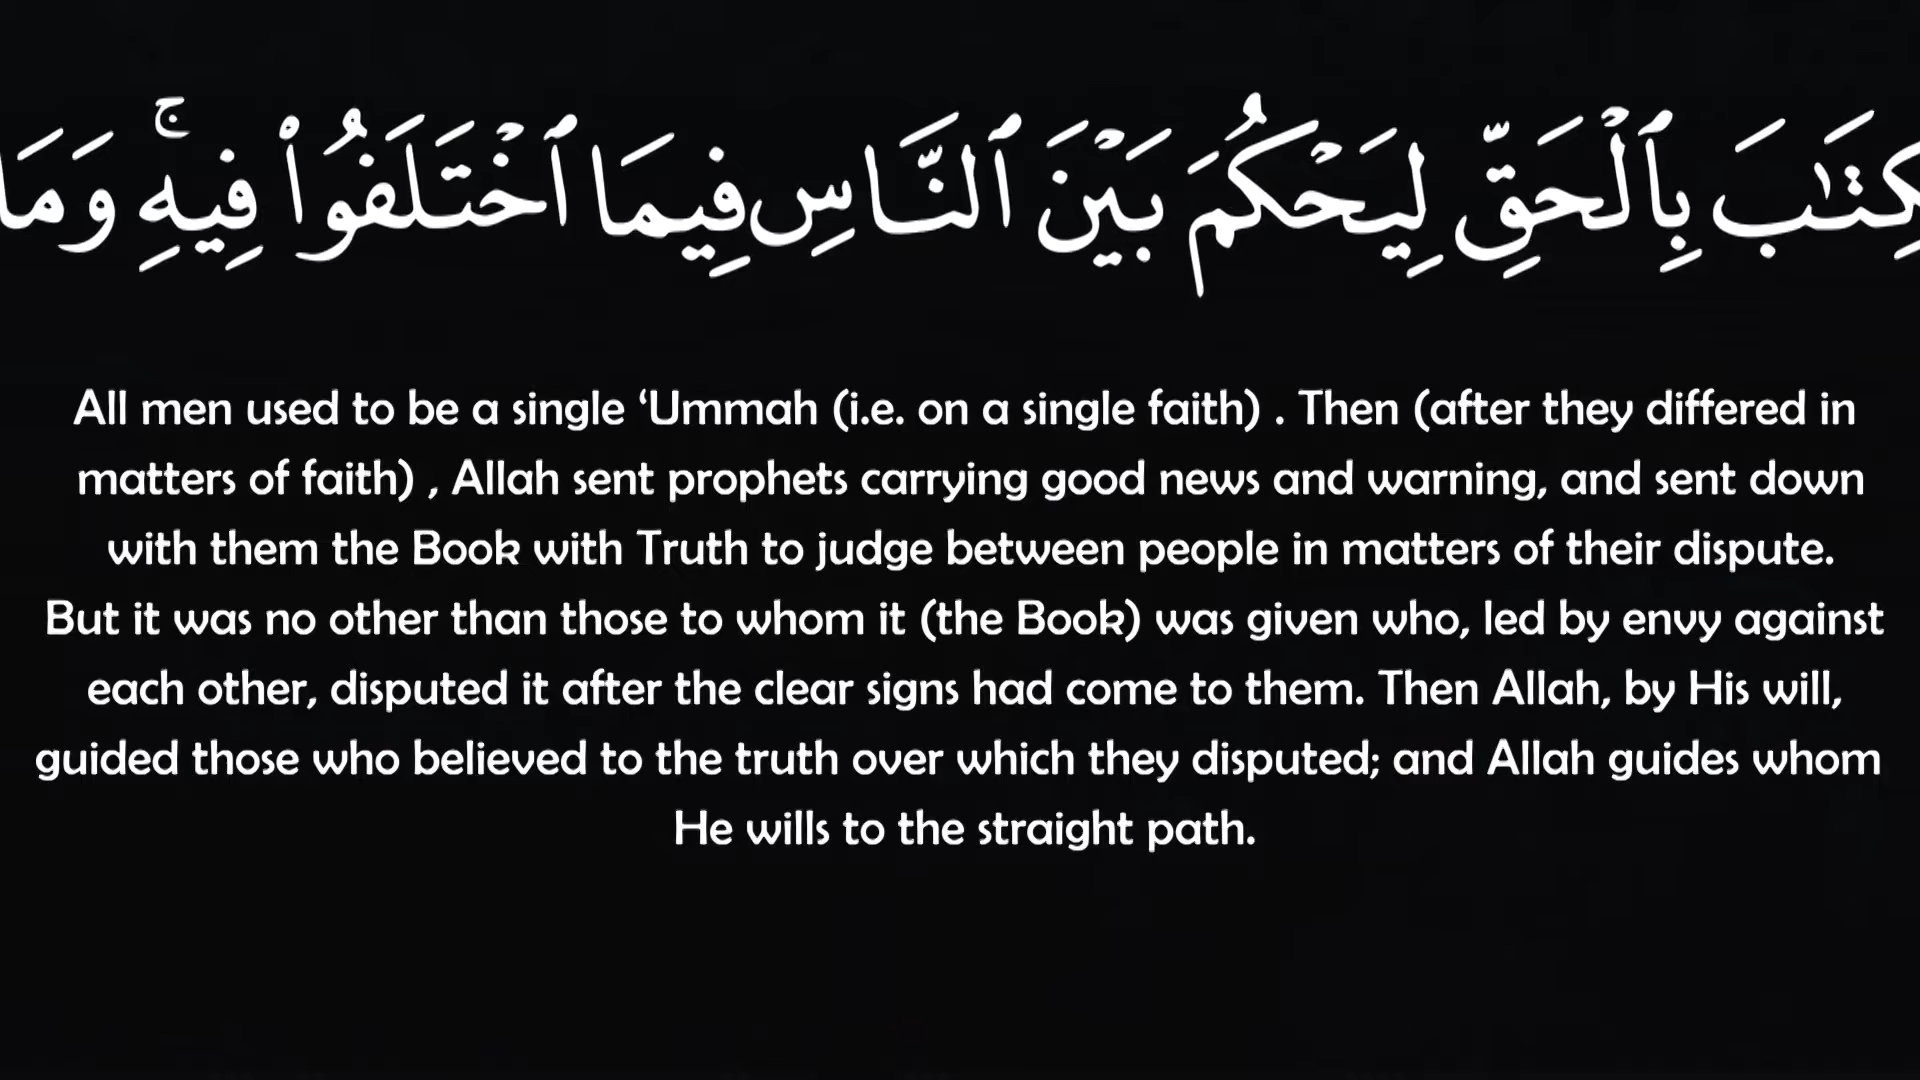 بِٱلْحَقِّ لِيَحْكُمَ بَيْنَ ٱلنَّاسِ فِيمَا ٱخْتَلَفُوا۟ فِيهِ ۚ وَمَا
All men used to be a single ‘Ummah (i.e. on a single faith) . Then (after they differed in
matters of faith) , Allah sent prophets carrying good news and warning, and sent down
with them the Book with Truth to judge between people in matters of their dispute.
But it was no other than those to whom it (the Book) was given who, led by envy against
each other, disputed it after the clear signs had come to them. Then Allah, by His will,
guided those who believed to the truth over which they disputed; and Allah guides whom
He wills to the straight path.